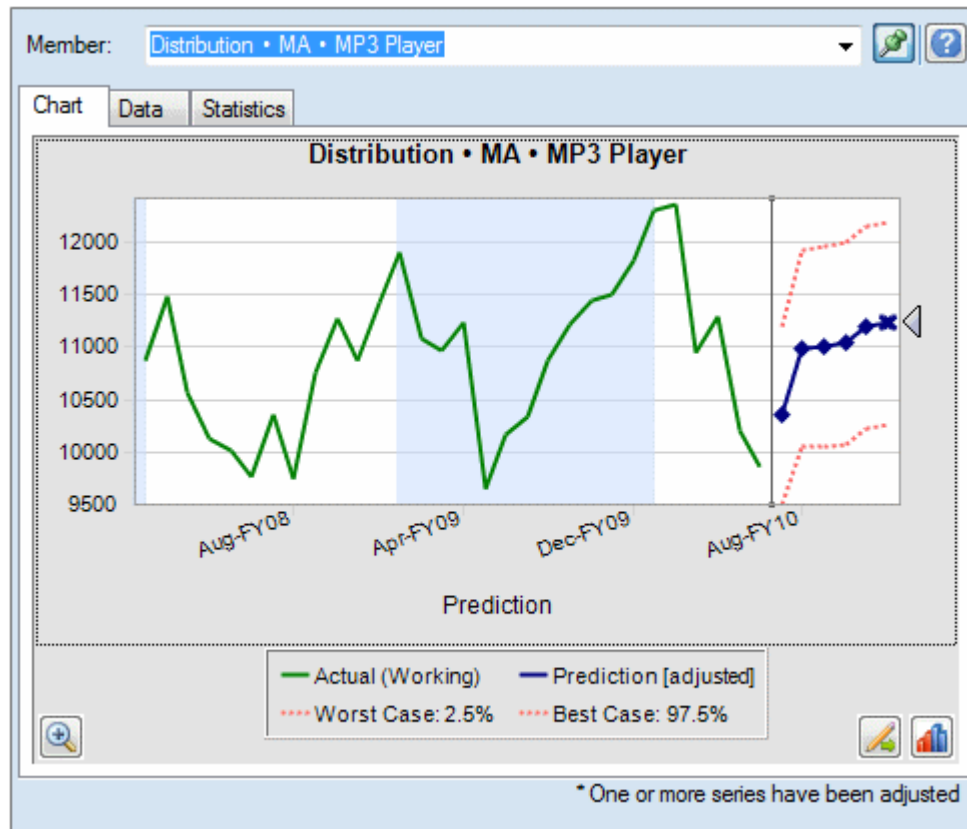 Member: Distribution • MA • MP3 Player
Chart Data Statistics
Distribution • MA • MP3 Player
12000
11500
11000
10500
10000
9500
Aug-FY08 Apr-FY09 Dec-FY09 Aug-FY10
Prediction
Actual (Working) Prediction [adjusted]
Worst Case: 2.5% Best Case: 97.5%
* One or more series have been adjusted